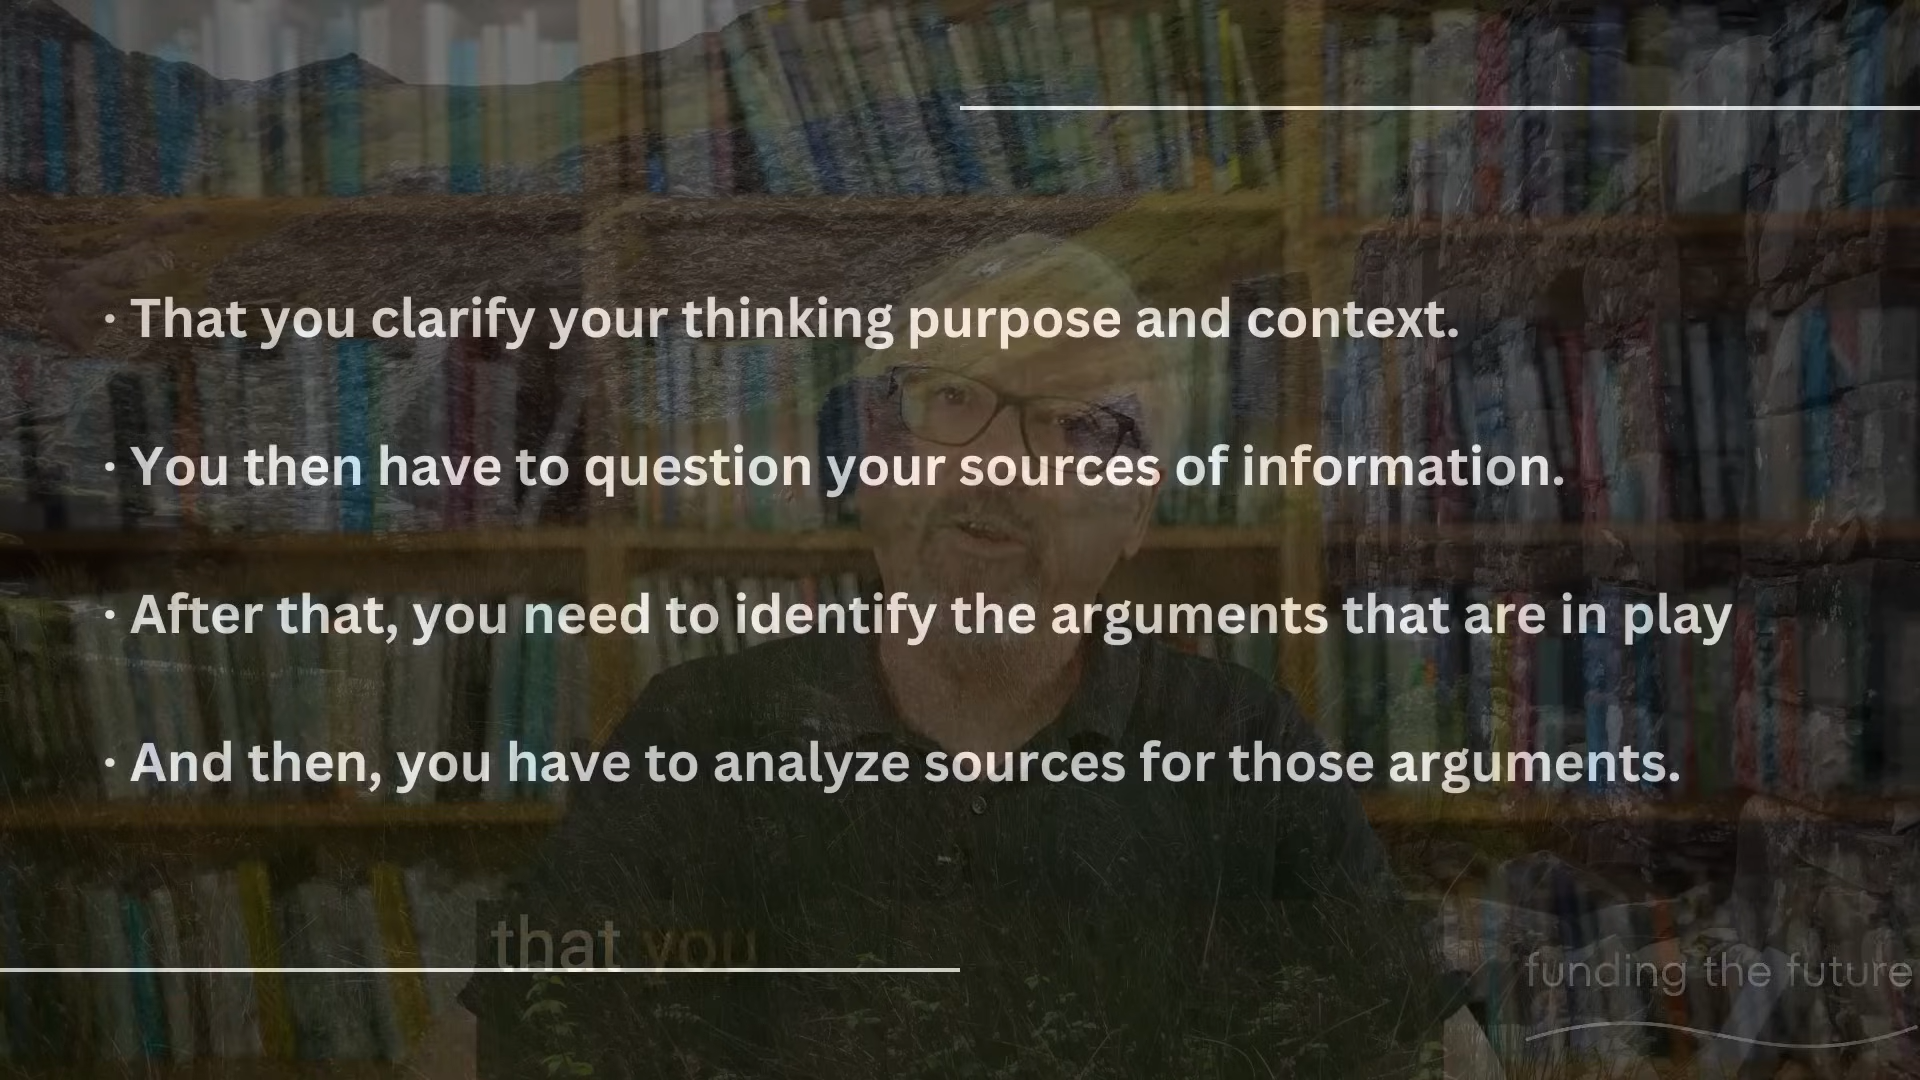 · That you clarify your thinking purpose and context.
· You then have to question your sources of information.
· After that, you need to identify the arguments that are in play
· And then, you have to analyze sources for those arguments.
that you
funding the future